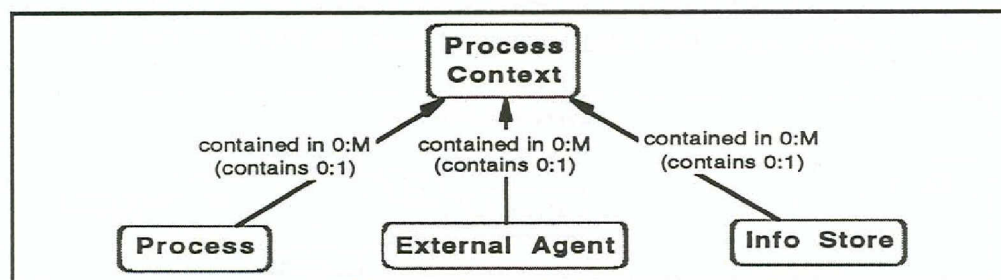 Process
Context
contained in 0:M
(contains 0:1)
contained in 0:M
(contains 0:1)
contained in 0:M
(contains 0:1)
Process
External Agent
Info Store